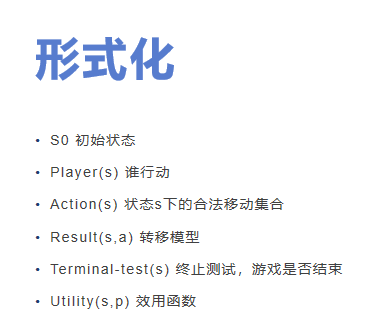 形式化
• S0 初始状态
• Player(s) 谁行动
• Action(s) 状态s下的合法移动集合
• Result(s,a) 转移模型
• Terminal-test(s) 终止测试，游戏是否结束
• Utility(s,p) 效用函数